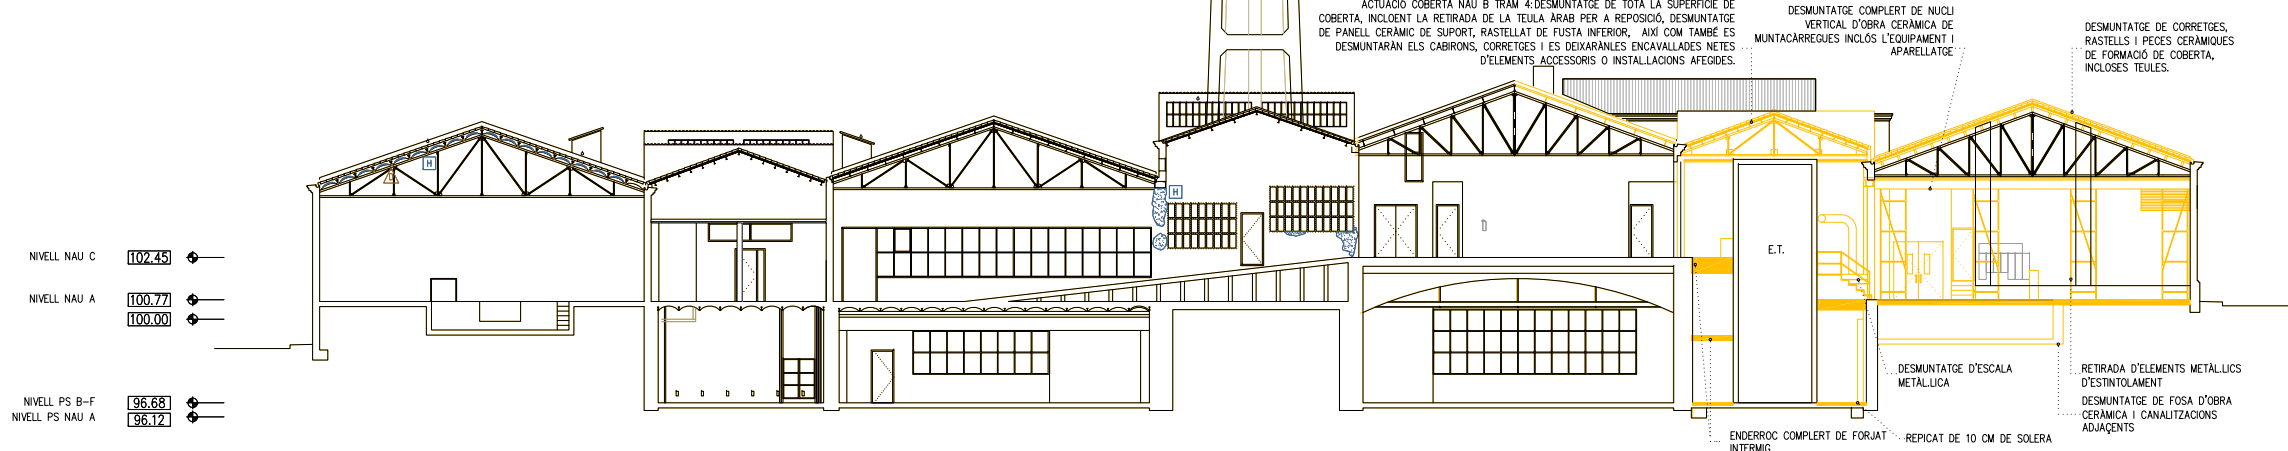 ACTUACIÓ COBERTA NAU B TRAM 4:DESMUNTATGE DE TOTA LA SUPERFICIE DE
COBERTA, INCLOENT LA RETIRADA DE LA TEULA ÀRAB PER A REPOSICIÓ, DESMUNTATGE
DE PANELL CERÀMIC DE SUPORT, RASTELLAT DE FUSTA INFERIOR, AIXÍ COM TAMBÉ ES
DESMUNTARÀN ELS CABIRONS, CORRETGES I ES DEIXARÀNLES ENCAVALLADES NETES
D'ELEMENTS ACCESSORIS O INSTAL.LACIONS AFEGIDES.
DESMUNTATGE COMPLERT DE NUCLI
VERTICAL D'OBRA CERÀMICA DE
MUNTACÀRREGUES INCLÓS L'EQUIPAMENT I
APARELLATGE
DESMUNTATGE DE CORRETGES,
RASTELLS I PECES CERÀMIQUES
DE FORMACIÓ DE COBERTA,
INCLOSES TEULES.
H
H
E.T.
NIVELL NAU C 102.45
NIVELL NAU A 100.77
100.00
NIVELL PS B-F 96.68
NIVELL PS NAU A 96.12
DESMUNTATGE D'ESCALA
METÀL.LICA
RETIRADA D'ELEMENTS METÀL.LICS
D'ESTINTOLAMENT
DESMUNTATGE DE FOSA D'OBRA
CERÀMICA I CANALITZACIONS
ADJAÇENTS
ENDERROC COMPLERT DE FORJAT
INTERMIG
REPICAT DE 10 CM DE SOLERA